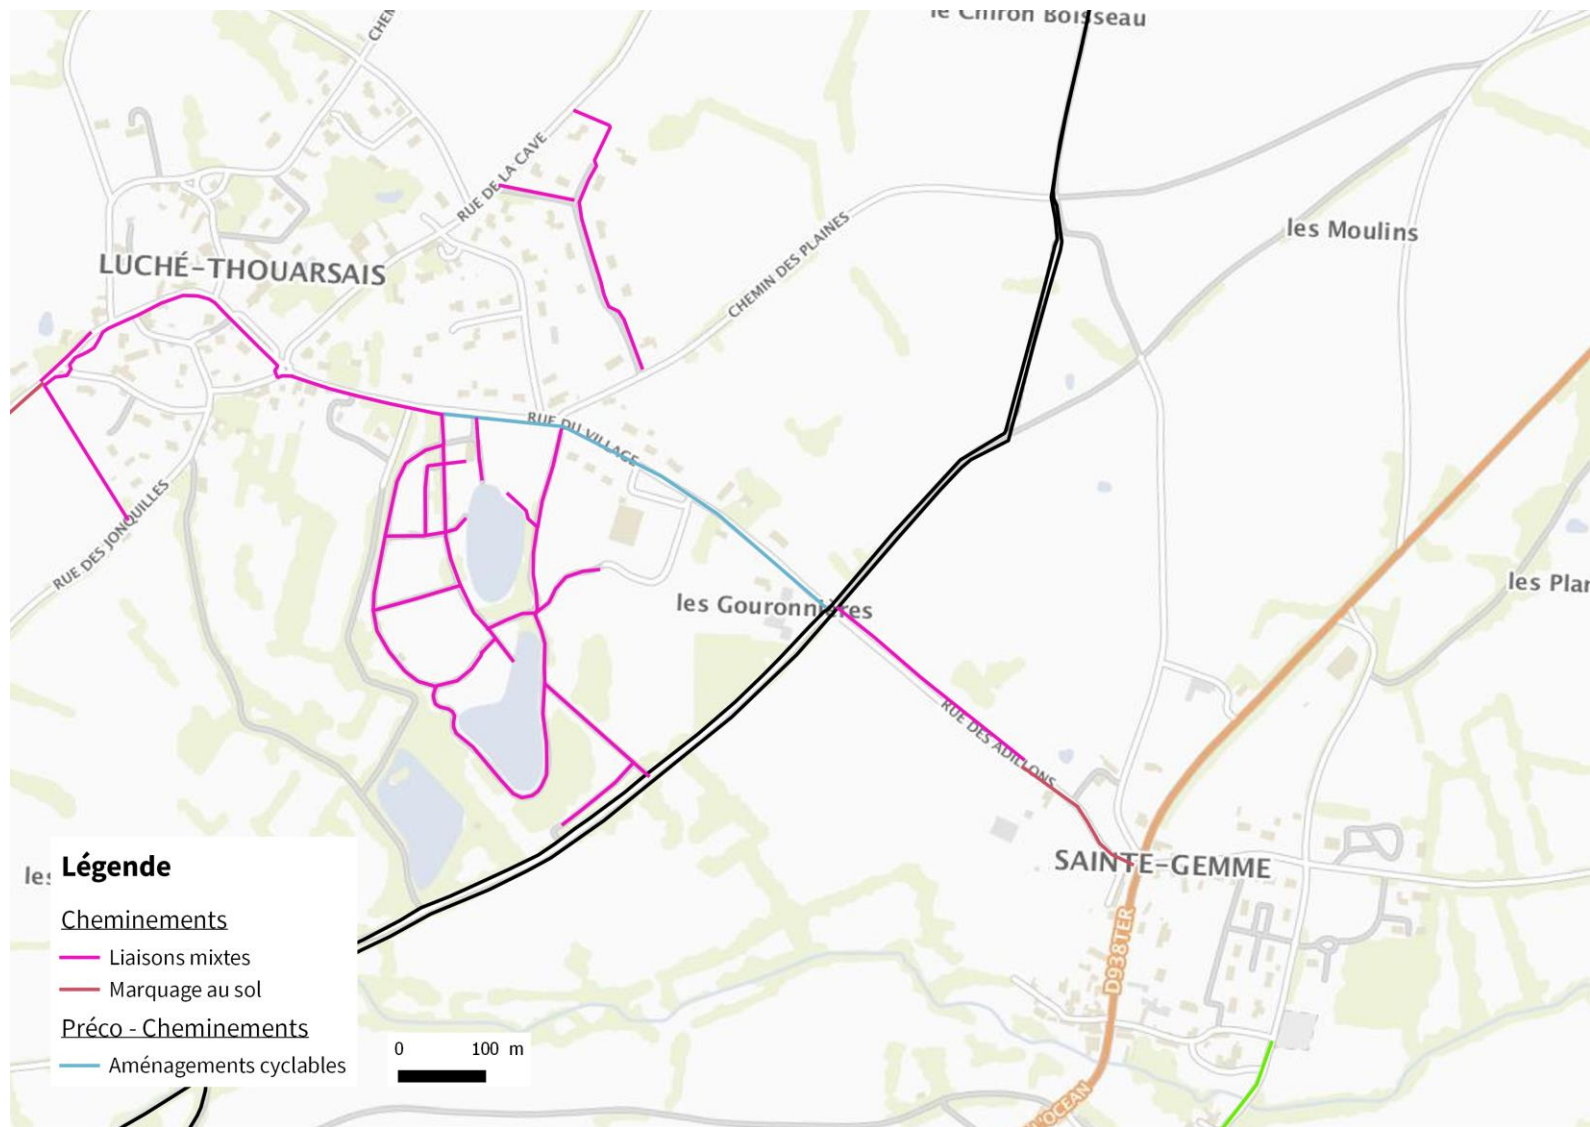 le Chiron Boisseau
CHEM
RUE DE LA CAVE
les Moulins
LUCHÉ-THOUARSAIS
CHEMIN DES PLAINES
RUE DU VILLAGE
RUE DES JONQUILLES
les Gouronnières
les Plan
RUE DES ADILLONS
SAINTE-GEMME
les
D938TER
L'OCEAN
Légende
Cheminements
Liaisons mixtes
Marquage au sol
Préco - Cheminements
Aménagements cyclables
0 100 m